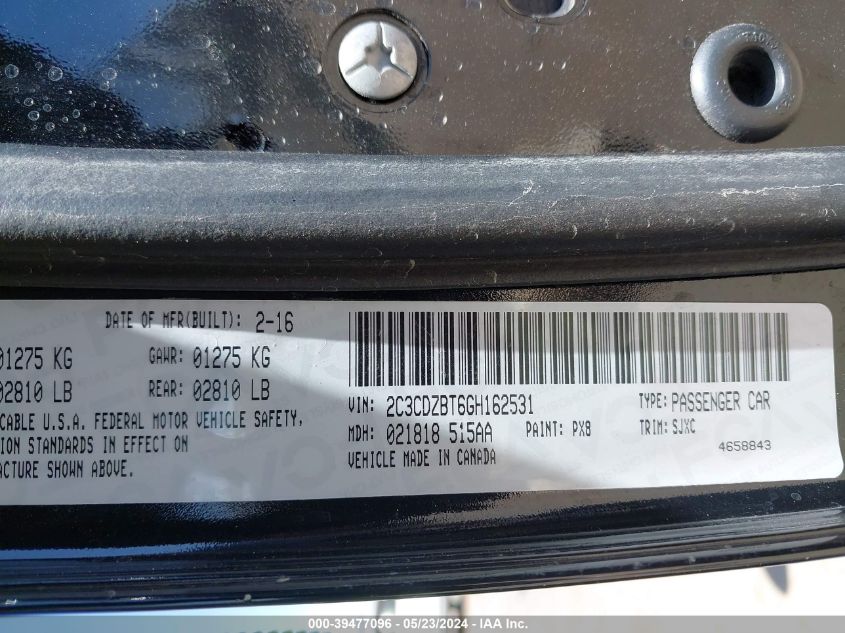 DATE OF MFR(BUILT): 2-16
01275 KG GAWR: 01275 KG
02810 LB REAR: 02810 LB
CABLE U.S.A. FEDERAL MOTOR VEHICLE SAFETY,
ION STANDARDS IN EFFECT ON
ACTURE SHOWN ABOVE.
VIN: 2C3CDZBT6GH162531 TYPE: PASSENGER CAR
MDH: 021818 515AA PAINT: PX8 TRIM: SJXC
VEHICLE MADE IN CANADA 4658843
000-39477096 - 05/23/2024 - IAA Inc.